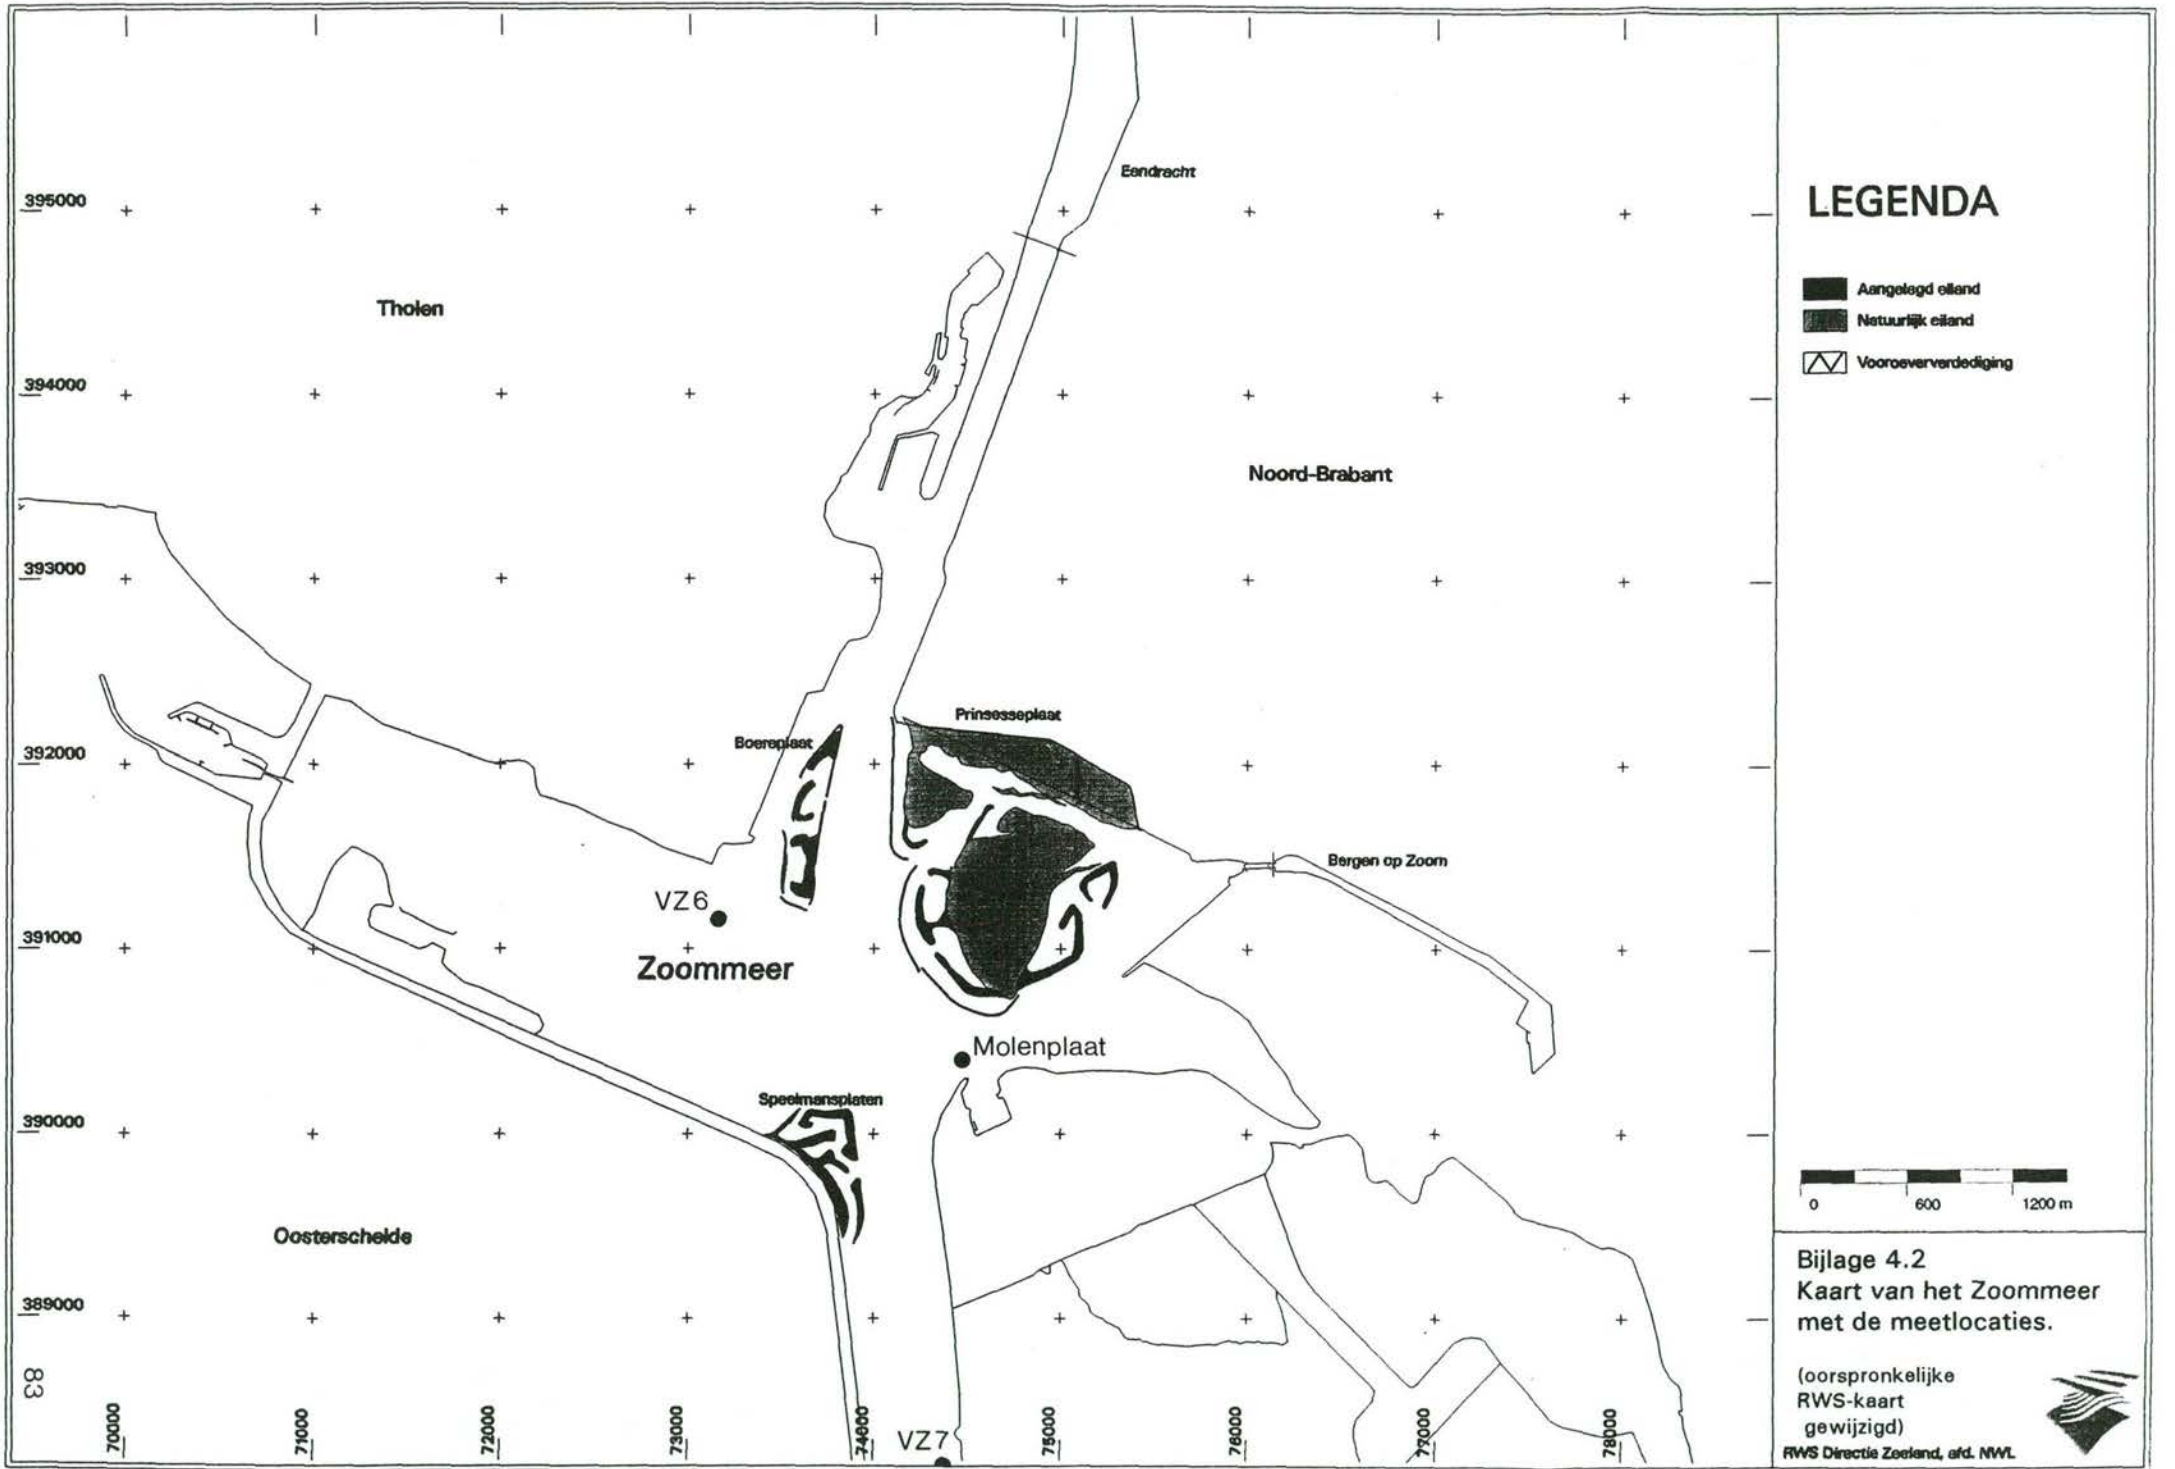 Eendracht
395000
Tholen
394000
Noord-Brabant
393000
Prinsesseplaat
Boereplaat
392000
Bergen op Zoom
VZ6
391000
Zoommeer
Molenplaat
Speelmansplaten
390000
Oosterschelde
389000
83
70000
71000
72000
73000
74000
75000
76000
77000
78000
VZ7
LEGENDA
Aangelegd eiland
Natuurlijk eiland
Vooroeververdediging
0 600 1200 m
Bijlage 4.2
Kaart van het Zoommeer
met de meetlocaties.
(oorspronkelijke
RWS-kaart
gewijzigd)
RWS Directie Zeeland, afd. NWL